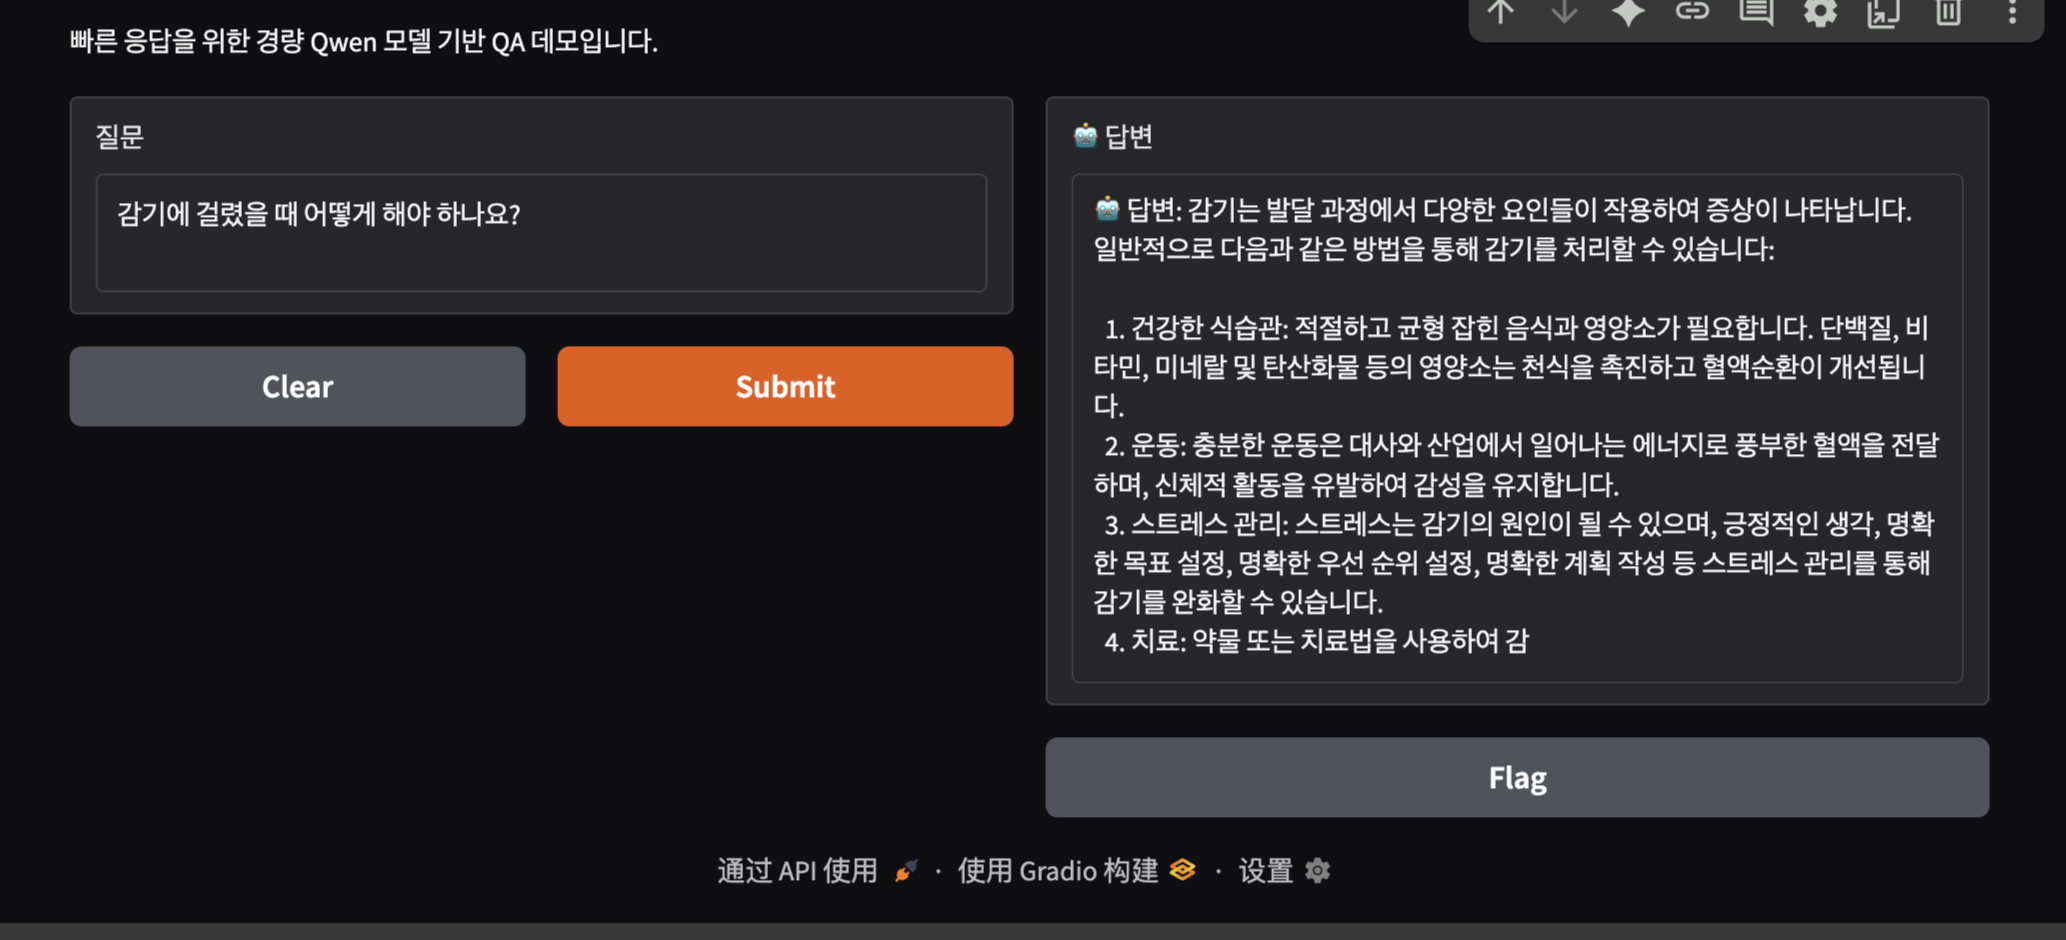 빠른 응답을 위한 경량 Qwen 모델 기반 QA 데모입니다.
질문
감기에 걸렸을 때 어떻게 해야 하나요?
Clear
Submit
답변
답변: 감기는 발달 과정에서 다양한 요인들이 작용하여 증상이 나타납니다.
일반적으로 다음과 같은 방법을 통해 감기를 처리할 수 있습니다:
1. 건강한 식습관: 적절하고 균형 잡힌 음식과 영양소가 필요합니다. 단백질, 비
타민, 미네랄 및 탄산화물 등의 영양소는 천식을 촉진하고 혈액순환이 개선됩니
다.
2. 운동: 충분한 운동은 대사와 산업에서 일어나는 에너지로 풍부한 혈액을 전달
하며, 신체적 활동을 유발하여 감성을 유지합니다.
3. 스트레스 관리: 스트레스는 감기의 원인이 될 수 있으며, 긍정적인 생각, 명확
한 목표 설정, 명확한 우선 순위 설정, 명확한 계획 작성 등 스트레스 관리를 통해
감기를 완화할 수 있습니다.
4. 치료: 약물 또는 치료법을 사용하여 감
Flag
通过 API 使用 · 使用 Gradio 构建 · 设置